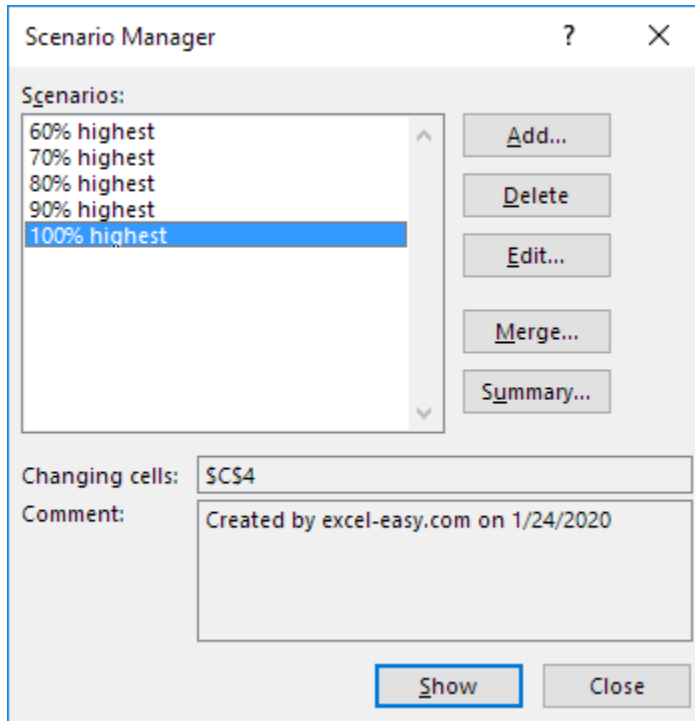 Scenario Manager ?
Scenarios:
60% highest
70% highest
80% highest
90% highest
100% highest
Add...
Delete
Edit...
Merge...
Summary...
Changing cells: $C$4
Comment: Created by excel-easy.com on 1/24/2020
Show Close